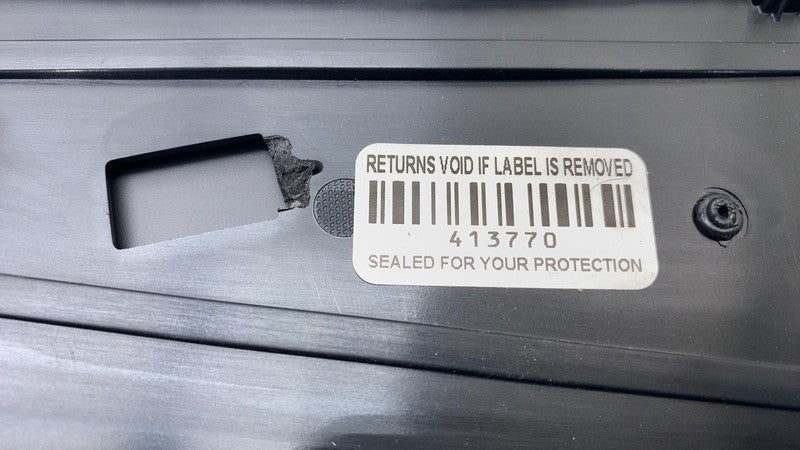 RETURNS VOID IF LABEL IS REMOVED
413770
SEALED FOR YOUR PROTECTION